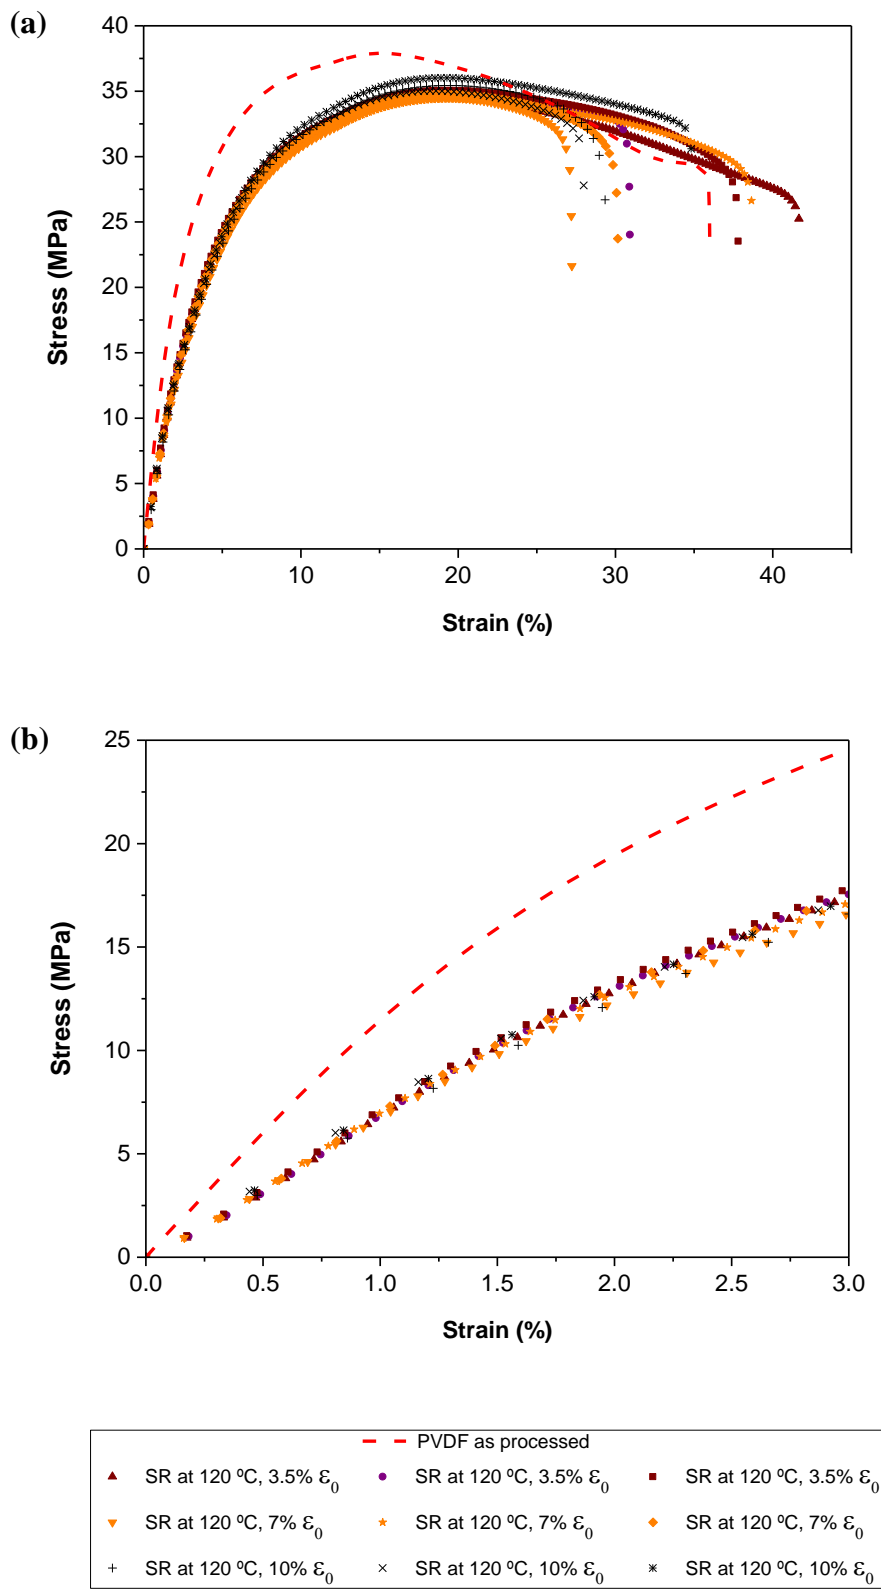 (a)
40
35
30
25
20
15
10
5
0
Stress (MPa)
0 10 20 30 40
Strain (%)
(b)
25
20
15
10
5
0
Stress (MPa)
0.0 0.5 1.0 1.5 2.0 2.5 3.0
Strain (%)
PVDF as processed
SR at 120 ºC, 3.5% ε0 SR at 120 ºC, 3.5% ε0 SR at 120 ºC, 3.5% ε0
SR at 120 ºC, 7% ε0 SR at 120 ºC, 7% ε0 SR at 120 ºC, 7% ε0
SR at 120 ºC, 10% ε0 SR at 120 ºC, 10% ε0 SR at 120 ºC, 10% ε0